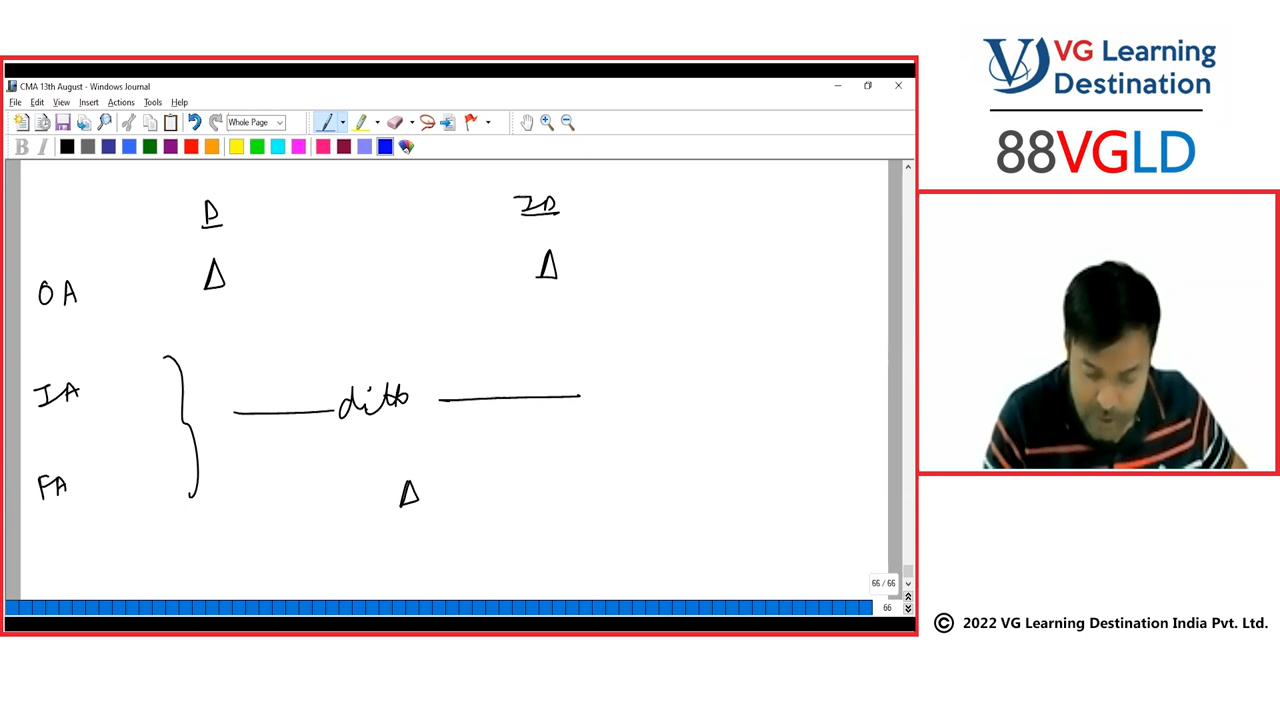 VG Learning
Destination
88VGLD
CMA 13th August - Windows Journal
File Edit View Insert Actions Tools Help
Whole Page
B I
D ID
Δ Δ
OA
IA
ditto
FA
Δ
66 / 66
66
© 2022 VG Learning Destination India Pvt. Ltd.